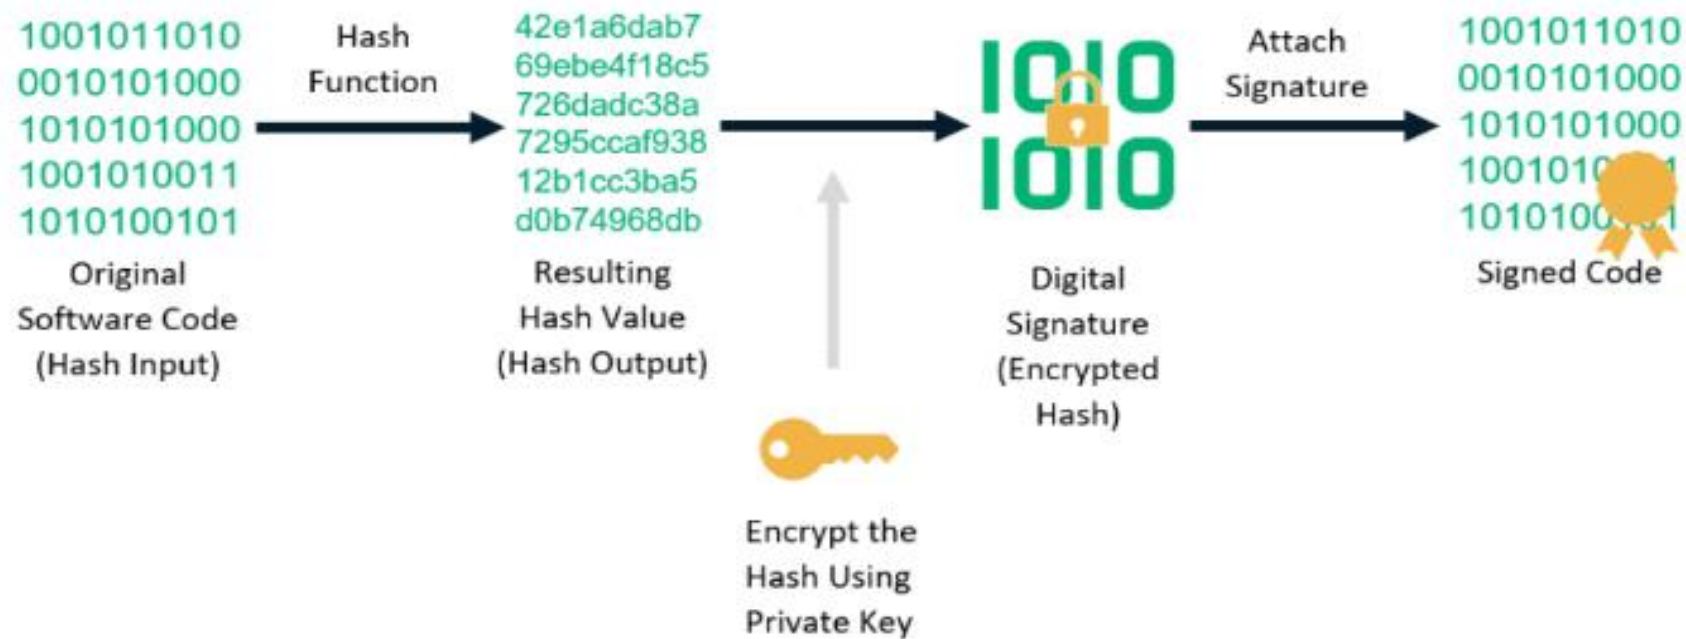 1001011010
0010101000
1010101000
1001010011
1010100101
Original
Software Code
(Hash Input)
Hash
Function
42e1a6dab7
69ebe4f18c5
726dadc38a
7295ccaf938
12b1cc3ba5
d0b74968db
Resulting
Hash Value
(Hash Output)
Encrypt the
Hash Using
Private Key
1010
1010
Digital
Signature
(Encrypted
Hash)
Attach
Signature
1001011010
0010101000
1010101000
Signed Code